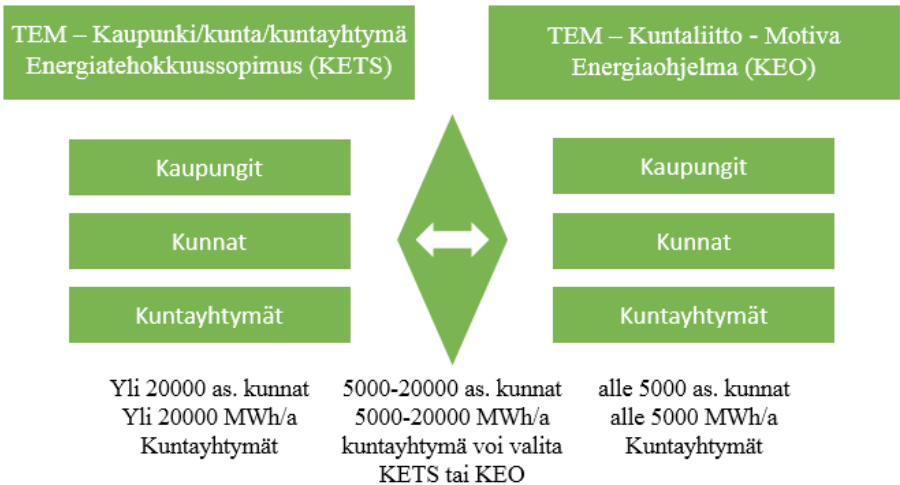 TEM – Kaupunki/kunta/kuntayhtymä
Energiatehokkuussopimus (KETS)
TEM – Kuntaliitto - Motiva
Energiaohjelma (KEO)
Kaupungit
Kunnat
Kuntayhtymät
Kaupungit
Kunnat
Kuntayhtymät
Yli 20000 as. kunnat
Yli 20000 MWh/a
Kuntayhtymät
5000-20000 as. kunnat
5000-20000 MWh/a
kuntayhtymä voi valita
KETS tai KEO
alle 5000 as. kunnat
alle 5000 MWh/a
Kuntayhtymät